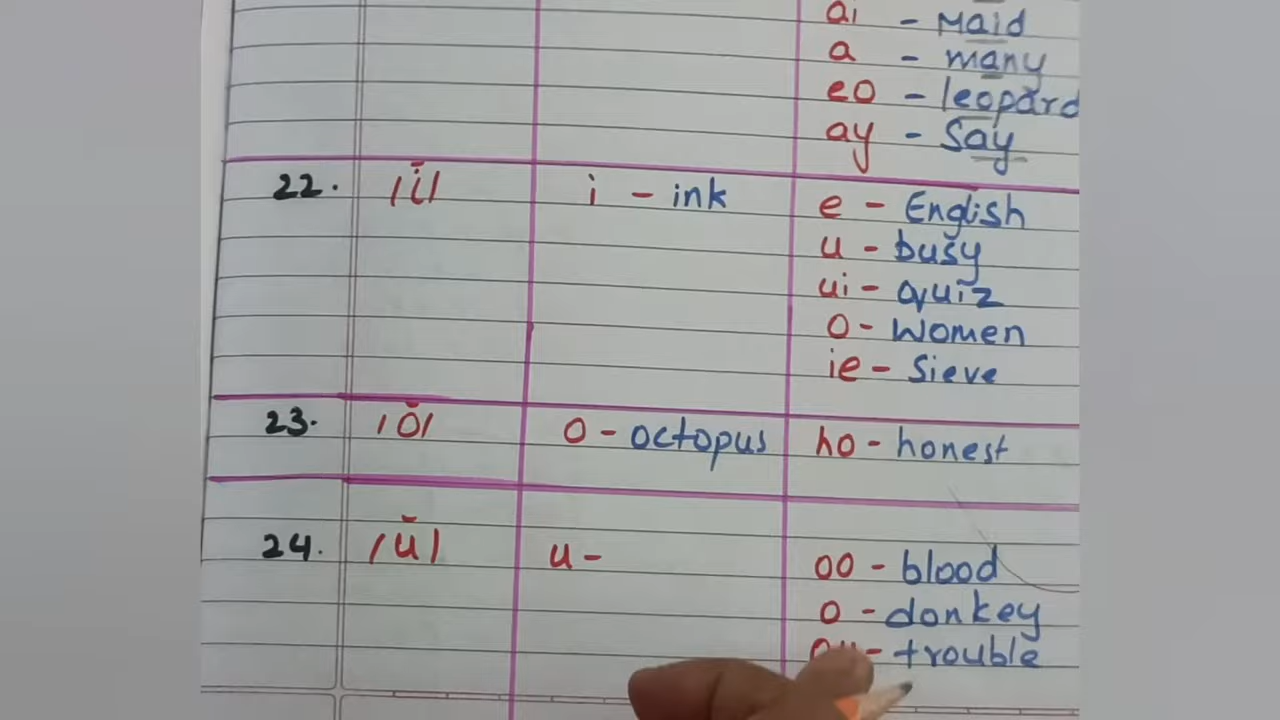 ai - Maid
a - many
eo - leopard
ay - Say
22. /ĭ/ i - ink e - English
u - busy
ui - quiz
o - Women
ie - Sieve
23. /ŏ/ o - octopus ho - honest
24. /ŭ/ u - oo - blood
o - donkey
ou - trouble